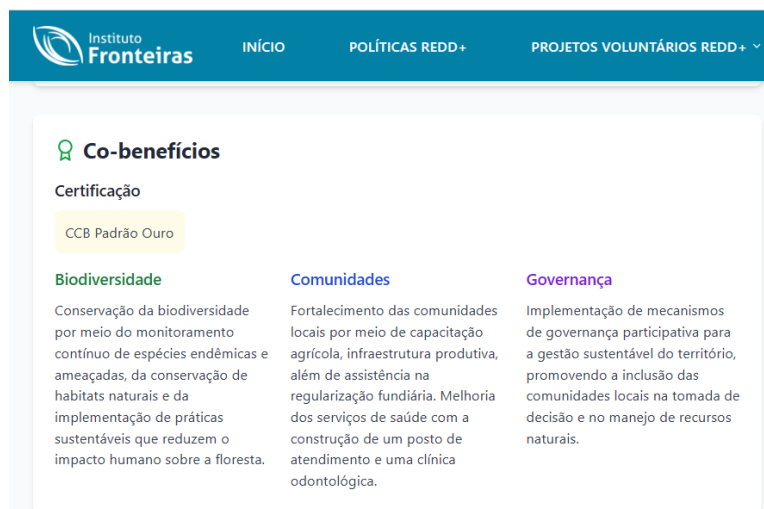 Instituto
Fronteiras
INÍCIO
POLÍTICAS REDD+
PROJETOS VOLUNTÁRIOS REDD+
Co-benefícios
Certificação
CCB Padrão Ouro
Biodiversidade
Conservação da biodiversidade
por meio do monitoramento
contínuo de espécies endêmicas e
ameaçadas, da conservação de
habitats naturais e da
implementação de práticas
sustentáveis que reduzem o
impacto humano sobre a floresta.
Comunidades
Fortalecimento das comunidades
locais por meio de capacitação
agrícola, infraestrutura produtiva,
além de assistência na
regularização fundiária. Melhoria
dos serviços de saúde com a
construção de um posto de
atendimento e uma clínica
odontológica.
Governança
Implementação de mecanismos
de governança participativa para
a gestão sustentável do território,
promovendo a inclusão das
comunidades locais na tomada de
decisão e no manejo de recursos
naturais.